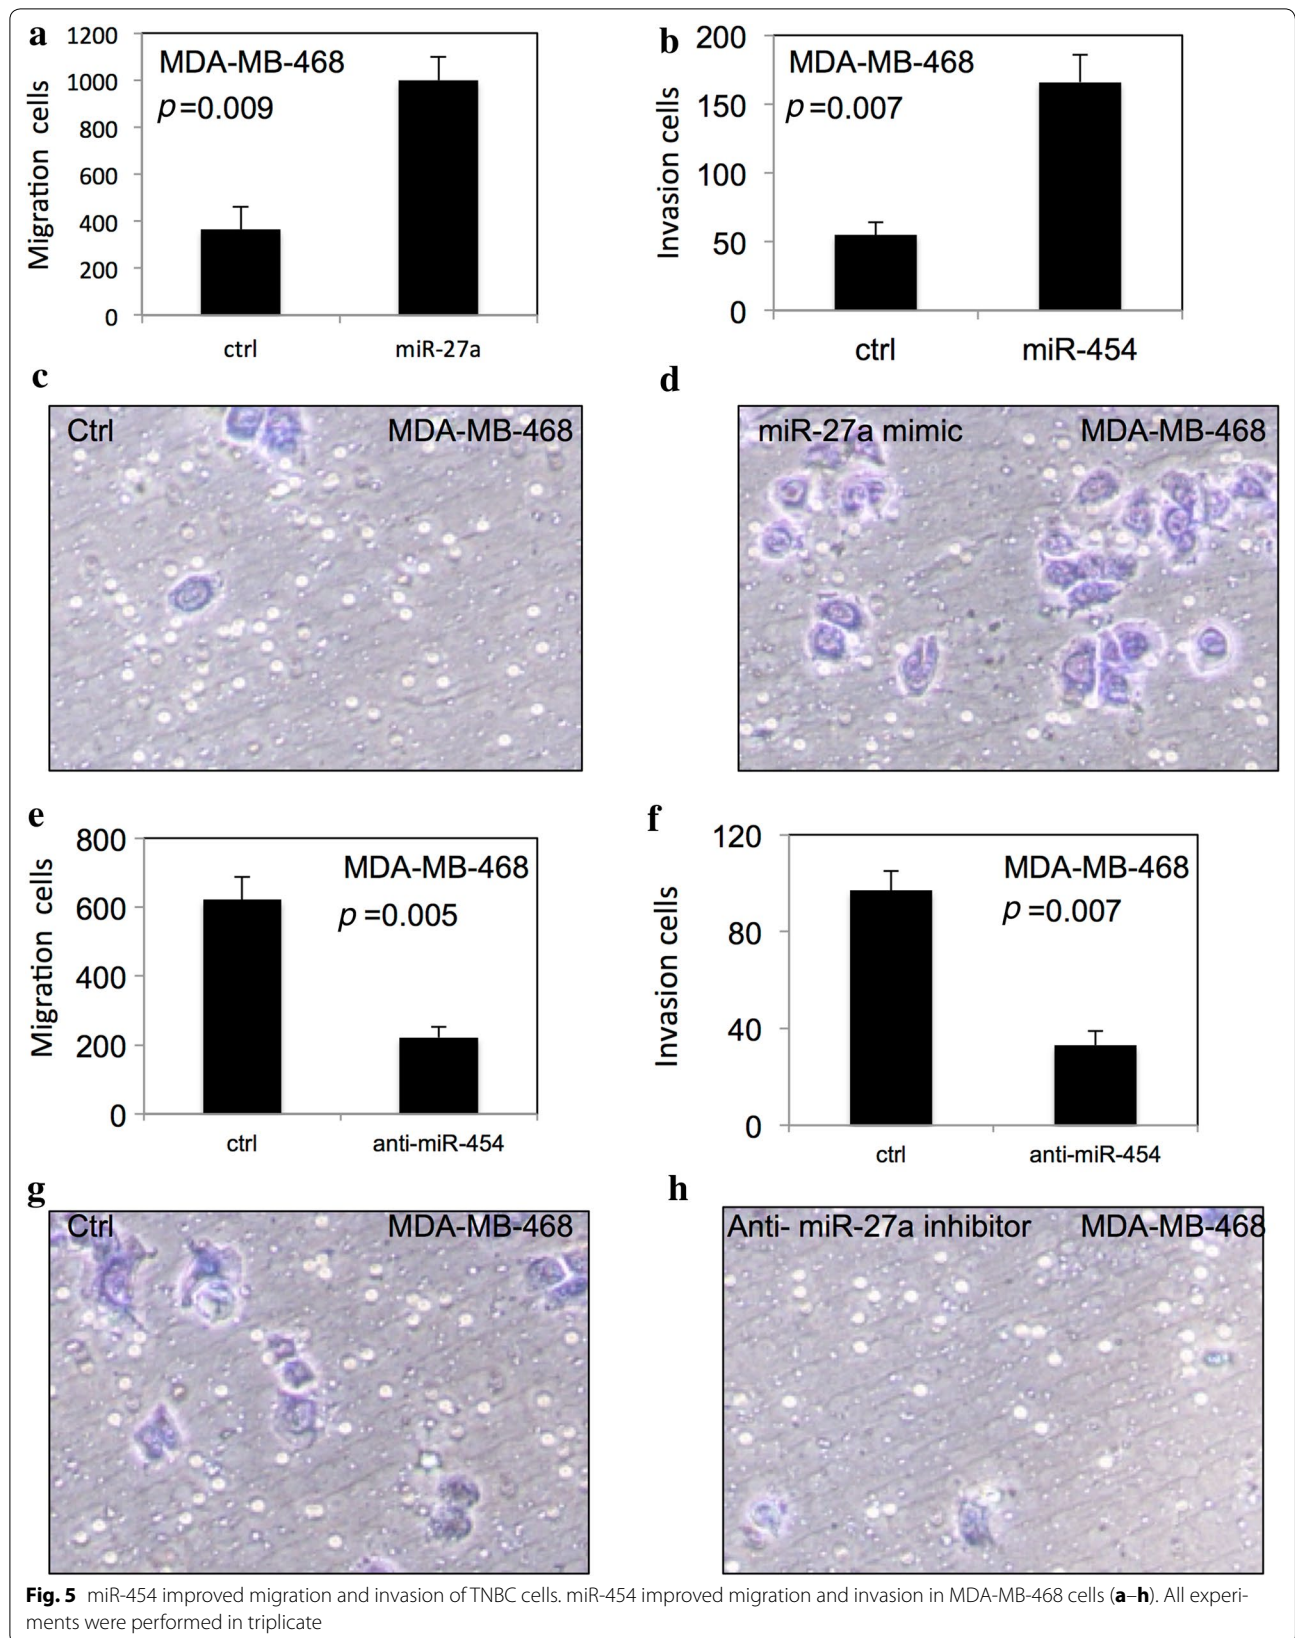 a
1200
1000
800
600
400
200
0
Migration cells
MDA-MB-468
p=0.009
ctrl miR-27a
b
200
150
100
50
0
Invasion cells
MDA-MB-468
p=0.007
ctrl miR-454
c
Ctrl MDA-MB-468
d
miR-27a mimic MDA-MB-468
e
800
600
400
200
0
Migration cells
MDA-MB-468
p =0.005
ctrl anti-miR-454
f
120
80
40
0
Invasion cells
MDA-MB-468
p =0.007
ctrl anti-miR-454
g
Ctrl MDA-MB-468
h
Anti- miR-27a inhibitor MDA-MB-468
Fig. 5 miR-454 improved migration and invasion of TNBC cells. miR-454 improved migration and invasion in MDA-MB-468 cells (a–h). All experi-
ments were performed in triplicate